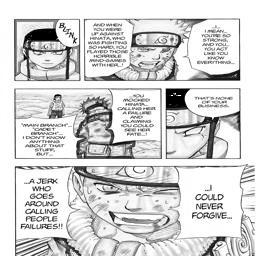 ...I MEAN,
YOU'RE SO
STRONG,
AND YOU...
YOU ACT
LIKE YOU
KNOW
EVERYTHING...
AND WHEN
YOU WERE
UP AGAINST
HINATA, WHO
WAS FIGHTING
SO HARD, YOU
PLAYED THOSE
HORRIBLE
MIND-GAMES
WITH HER...!
BLINK
THAT'S
NONE OF
YOUR
BUSINESS.
...YOU
MOCKED
HINATA,
CALLING HER
A FAILURE
AND
CLAIMING
YOU COULD
SEE HER
FATE...!
"MAIN BRANCH"...
"CADET
BRANCH"...
I DON'T KNOW
ANYTHING
ABOUT THAT
STUFF,
BUT...
...I
COULD
NEVER
FORGIVE...
...A JERK
WHO
GOES
AROUND
CALLING
PEOPLE
FAILURES!!